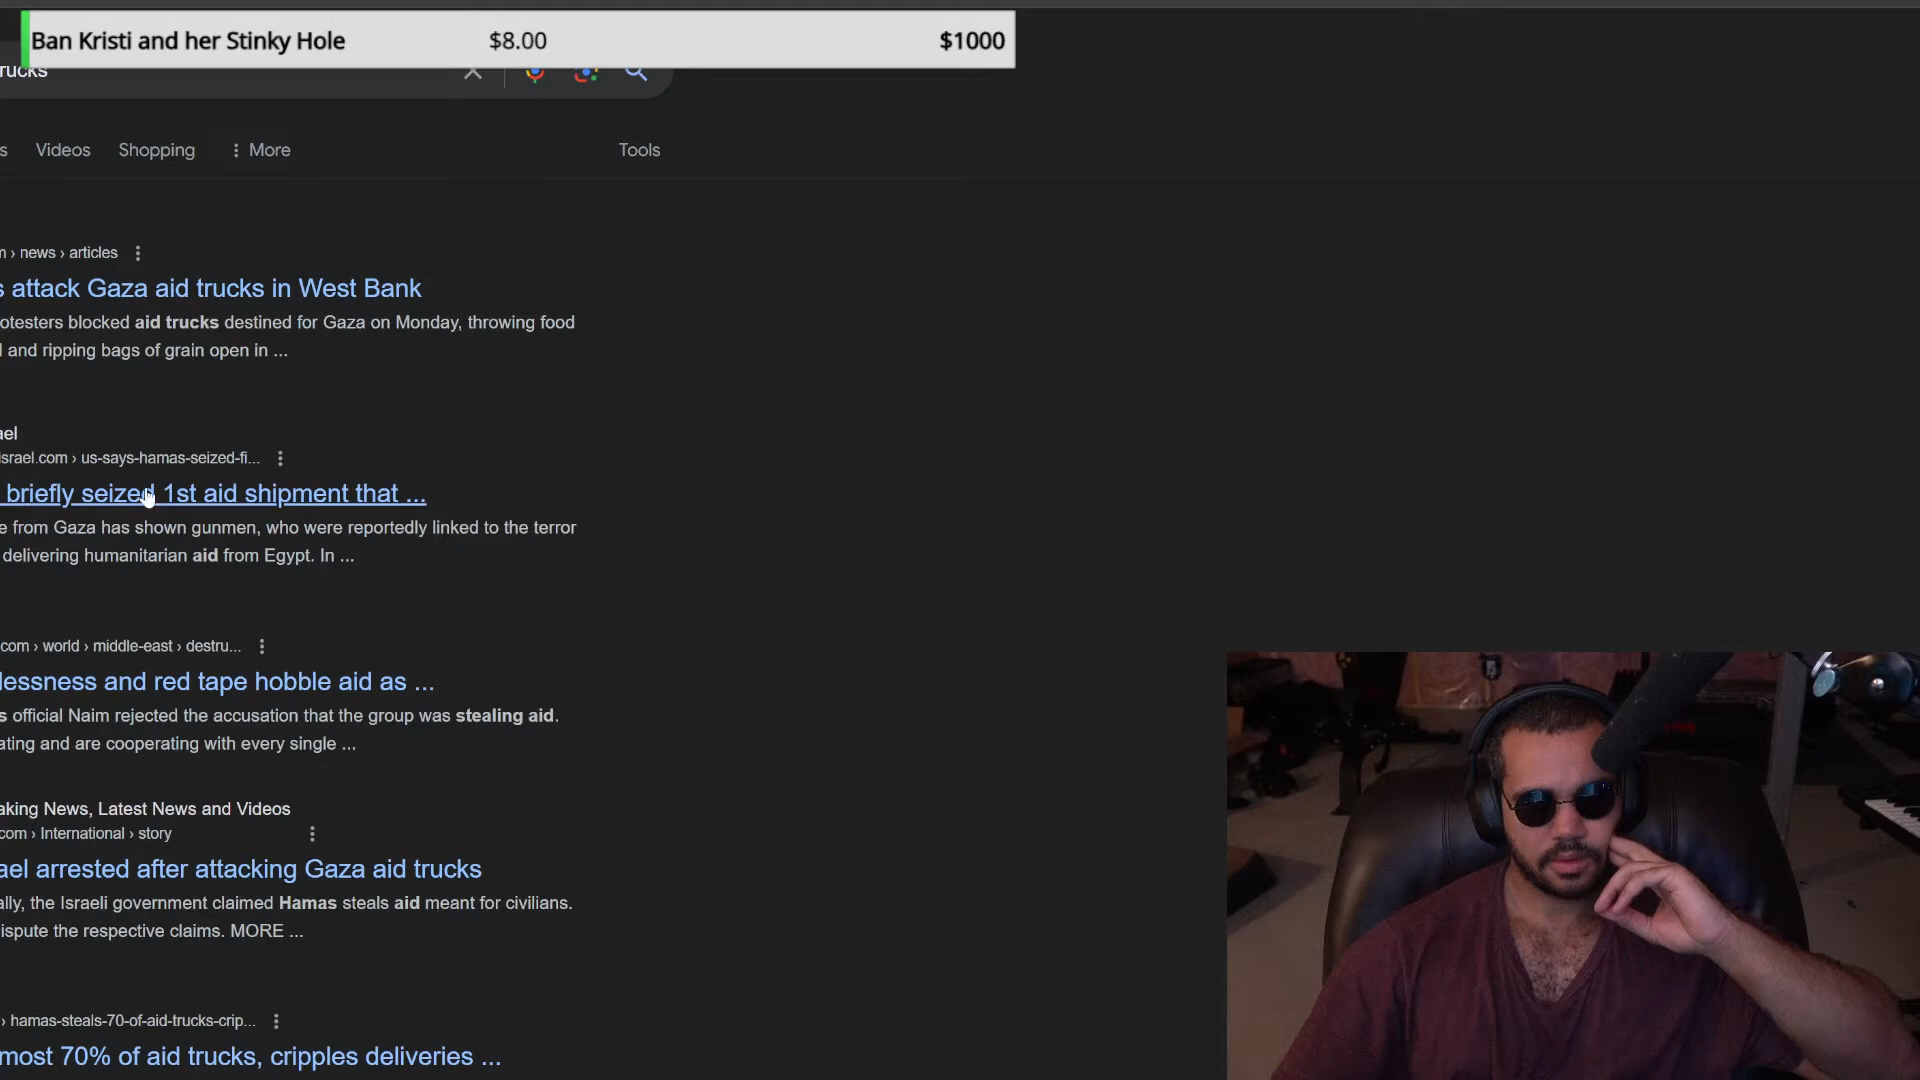 Ban Kristi and her Stinky Hole $8.00 $1000
rucks
s Videos Shopping More Tools
› news › articles
s attack Gaza aid trucks in West Bank
otesters blocked aid trucks destined for Gaza on Monday, throwing food
and ripping bags of grain open in ...
ael
srael.com › us-says-hamas-seized-fi...
briefly seized 1st aid shipment that ...
e from Gaza has shown gunmen, who were reportedly linked to the terror
delivering humanitarian aid from Egypt. In ...
com › world › middle-east › destru...
lessness and red tape hobble aid as ...
s official Naim rejected the accusation that the group was stealing aid.
ating and are cooperating with every single ...
aking News, Latest News and Videos
com › International › story
ael arrested after attacking Gaza aid trucks
ally, the Israeli government claimed Hamas steals aid meant for civilians.
ispute the respective claims. MORE ...
› hamas-steals-70-of-aid-trucks-crip...
most 70% of aid trucks, cripples deliveries ...